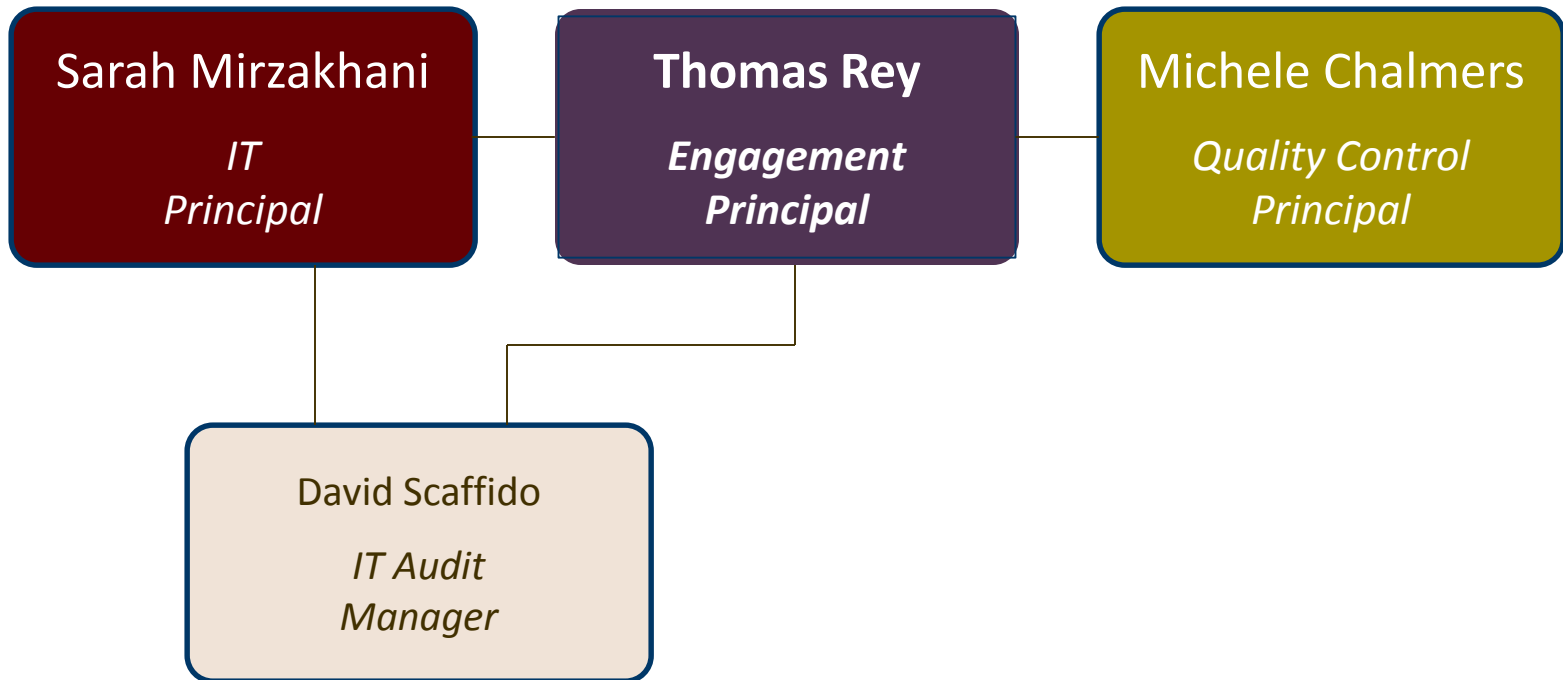 Sarah Mirzakhani
IT
Principal
Thomas Rey
Engagement
Principal
Michele Chalmers
Quality Control
Principal
David Scaffido
IT Audit
Manager